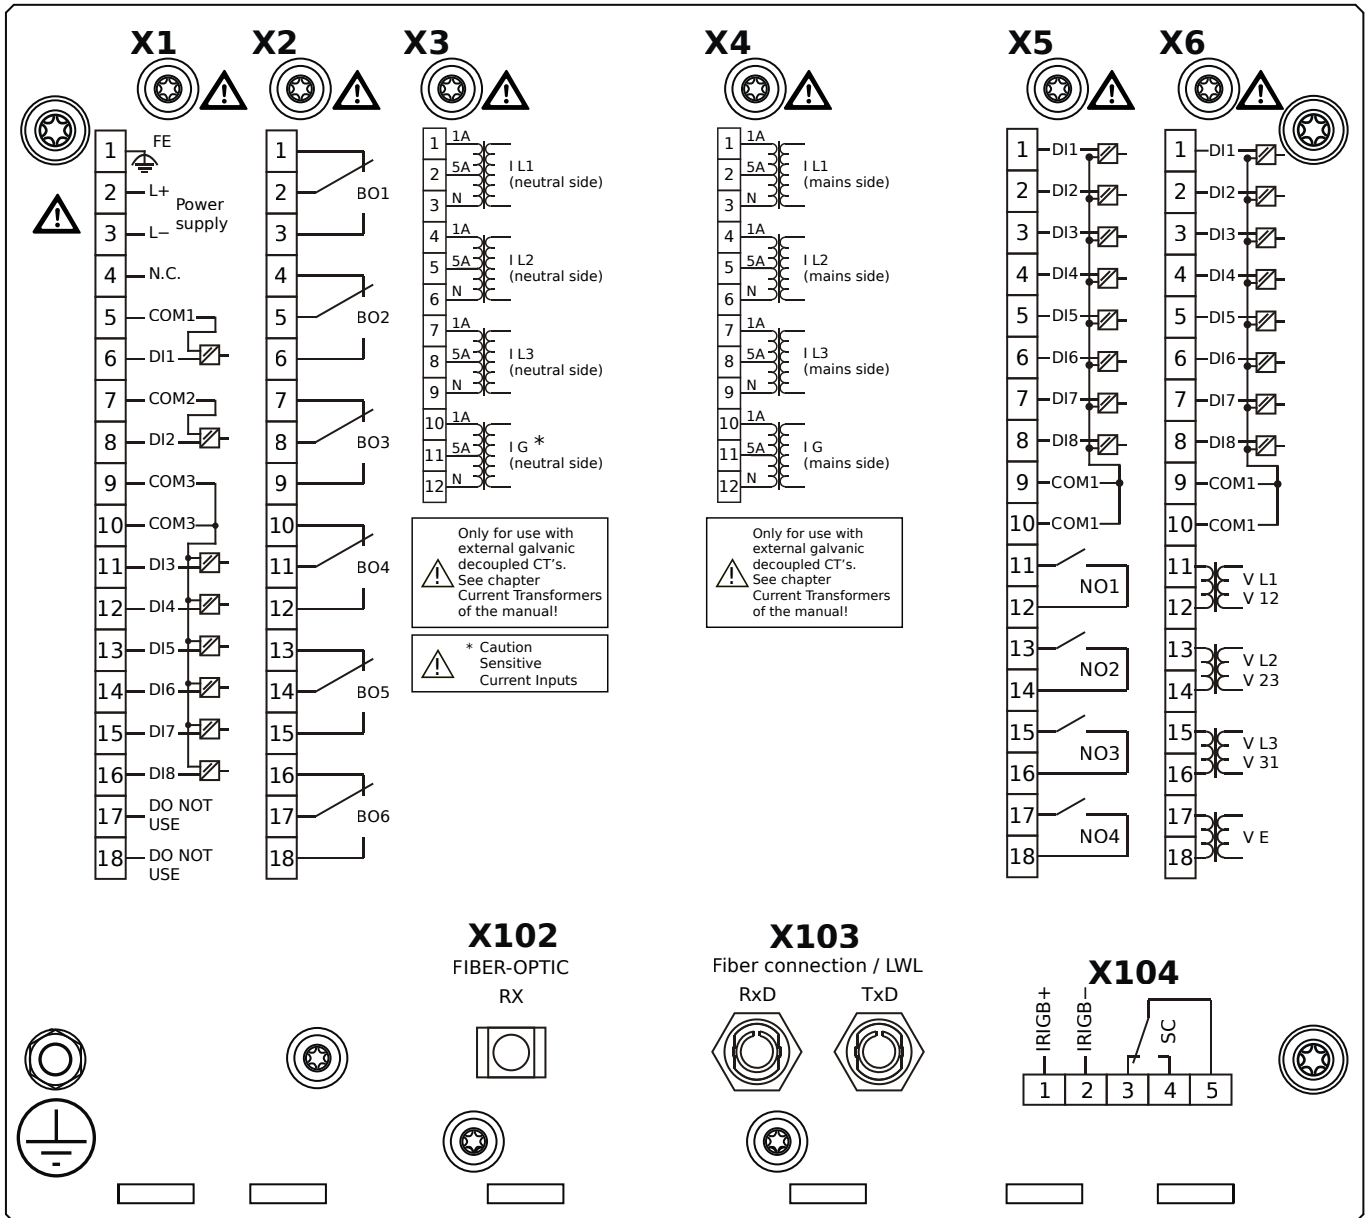 X1
X2
X3
X4
X5
X6
1 FE
2 L+
Power
supply
3 L−
4 N.C.
5 COM1
6 DI1
7 COM2
8 DI2
9 COM3
10 COM3
11 DI3
12 DI4
13 DI5
14 DI6
15 DI7
16 DI8
17 DO NOT
USE
18 DO NOT
USE
1
2 BO1
3
4
5 BO2
6
7
8 BO3
9
10
11 BO4
12
13
14 BO5
15
16
17 BO6
18
1 1A
2 5A
3 N
I L1
(neutral side)
4 1A
5 5A
6 N
I L2
(neutral side)
7 1A
8 5A
9 N
I L3
(neutral side)
10 1A
11 5A
12 N
I G *
(neutral side)
Only for use with
external galvanic
decoupled CT's.
See chapter
Current Transformers
of the manual!
* Caution
Sensitive
Current Inputs
1 1A
2 5A
3 N
I L1
(mains side)
4 1A
5 5A
6 N
I L2
(mains side)
7 1A
8 5A
9 N
I L3
(mains side)
10 1A
11 5A
12 N
I G
(mains side)
Only for use with
external galvanic
decoupled CT's.
See chapter
Current Transformers
of the manual!
1 DI1
2 DI2
3 DI3
4 DI4
5 DI5
6 DI6
7 DI7
8 DI8
9 COM1
10 COM1
11
NO1
12
13
NO2
14
15
NO3
16
17
NO4
18
1 DI1
2 DI2
3 DI3
4 DI4
5 DI5
6 DI6
7 DI7
8 DI8
9 COM1
10 COM1
11 V L1
12 V 12
13 V L2
14 V 23
15 V L3
16 V 31
17
V E
18
X102
FIBER-OPTIC
RX
X103
Fiber connection / LWL
RxD TxD
X104
IRIGB+
IRIGB−
SC
1 2 3 4 5